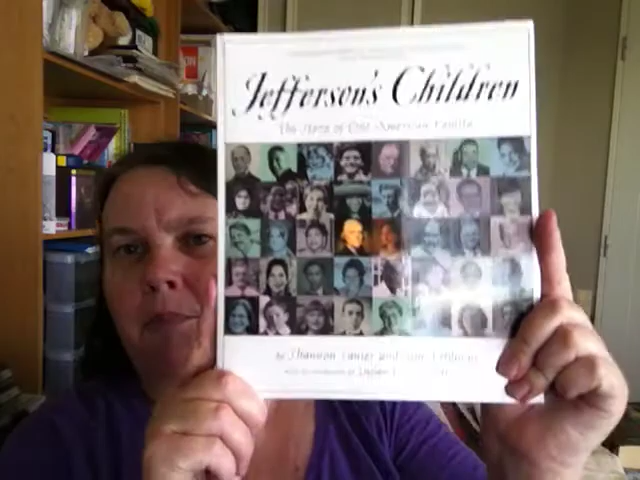 Jefferson's Children
The Story of One American Family
by Shannon Lanier and Jane Feldman